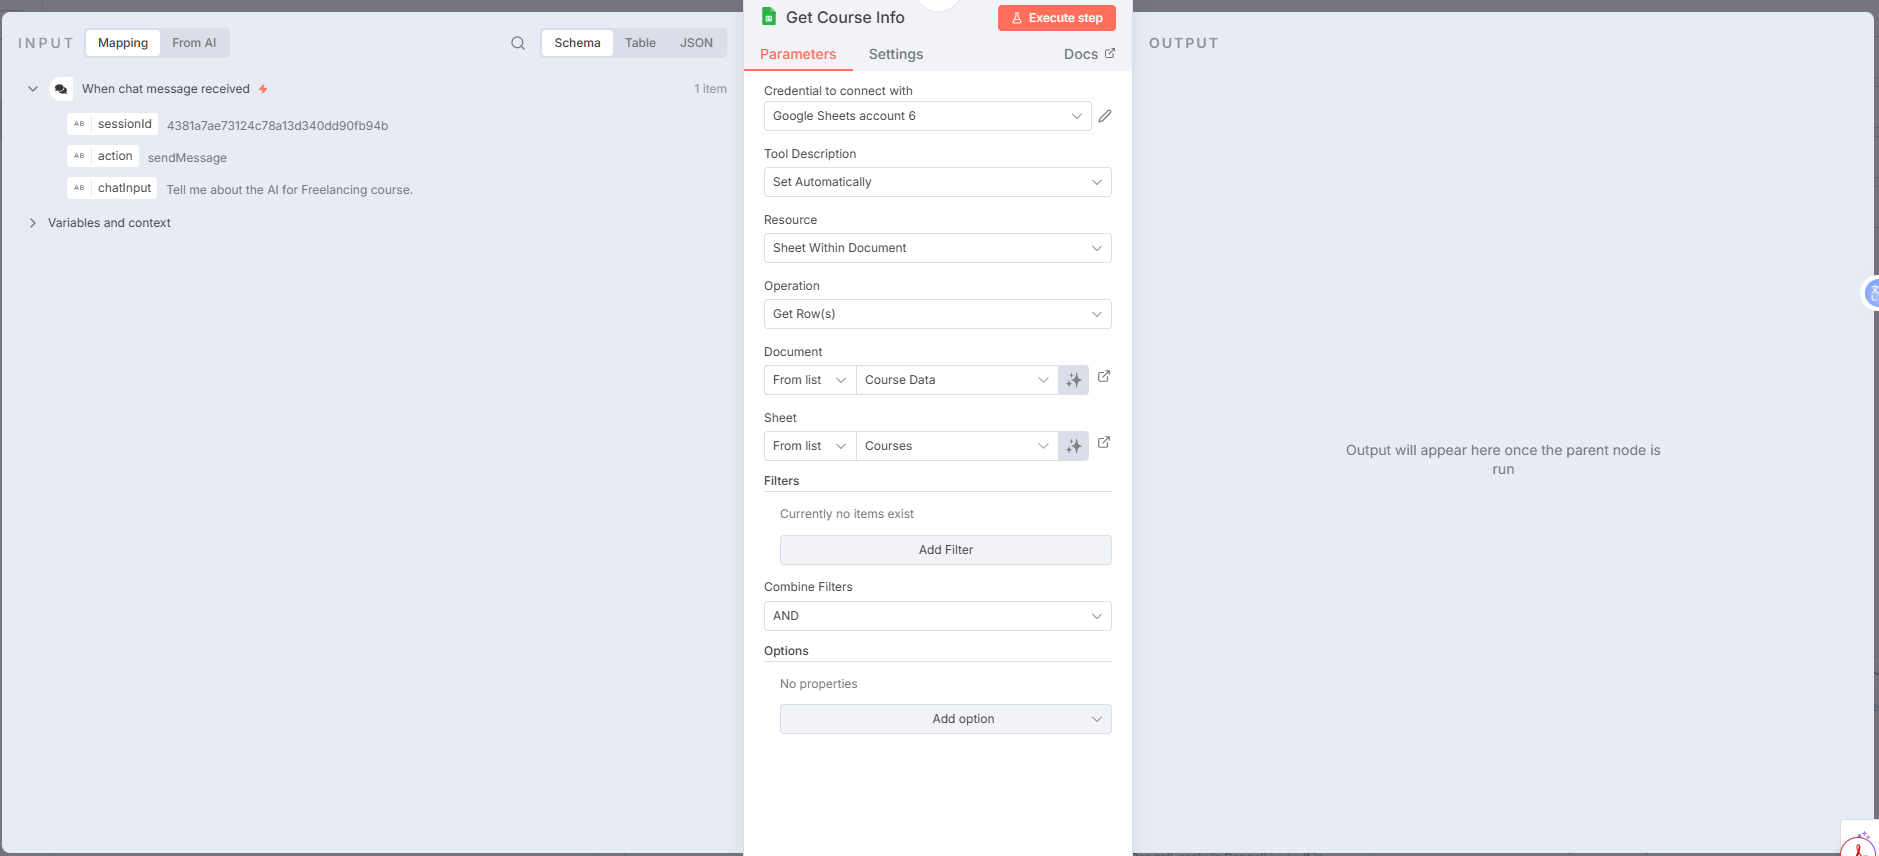 INPUT
Mapping
From AI
Schema
Table
JSON
When chat message received
1 item
AB sessionId 4381a7ae73124c78a13d340dd90fb94b
AB action sendMessage
AB chatInput Tell me about the AI for Freelancing course.
Variables and context
Get Course Info
Execute step
Parameters
Settings
Docs
Credential to connect with
Google Sheets account 6
Tool Description
Set Automatically
Resource
Sheet Within Document
Operation
Get Row(s)
Document
From list
Course Data
Sheet
From list
Courses
Filters
Currently no items exist
Add Filter
Combine Filters
AND
Options
No properties
Add option
OUTPUT
Output will appear here once the parent node is
run